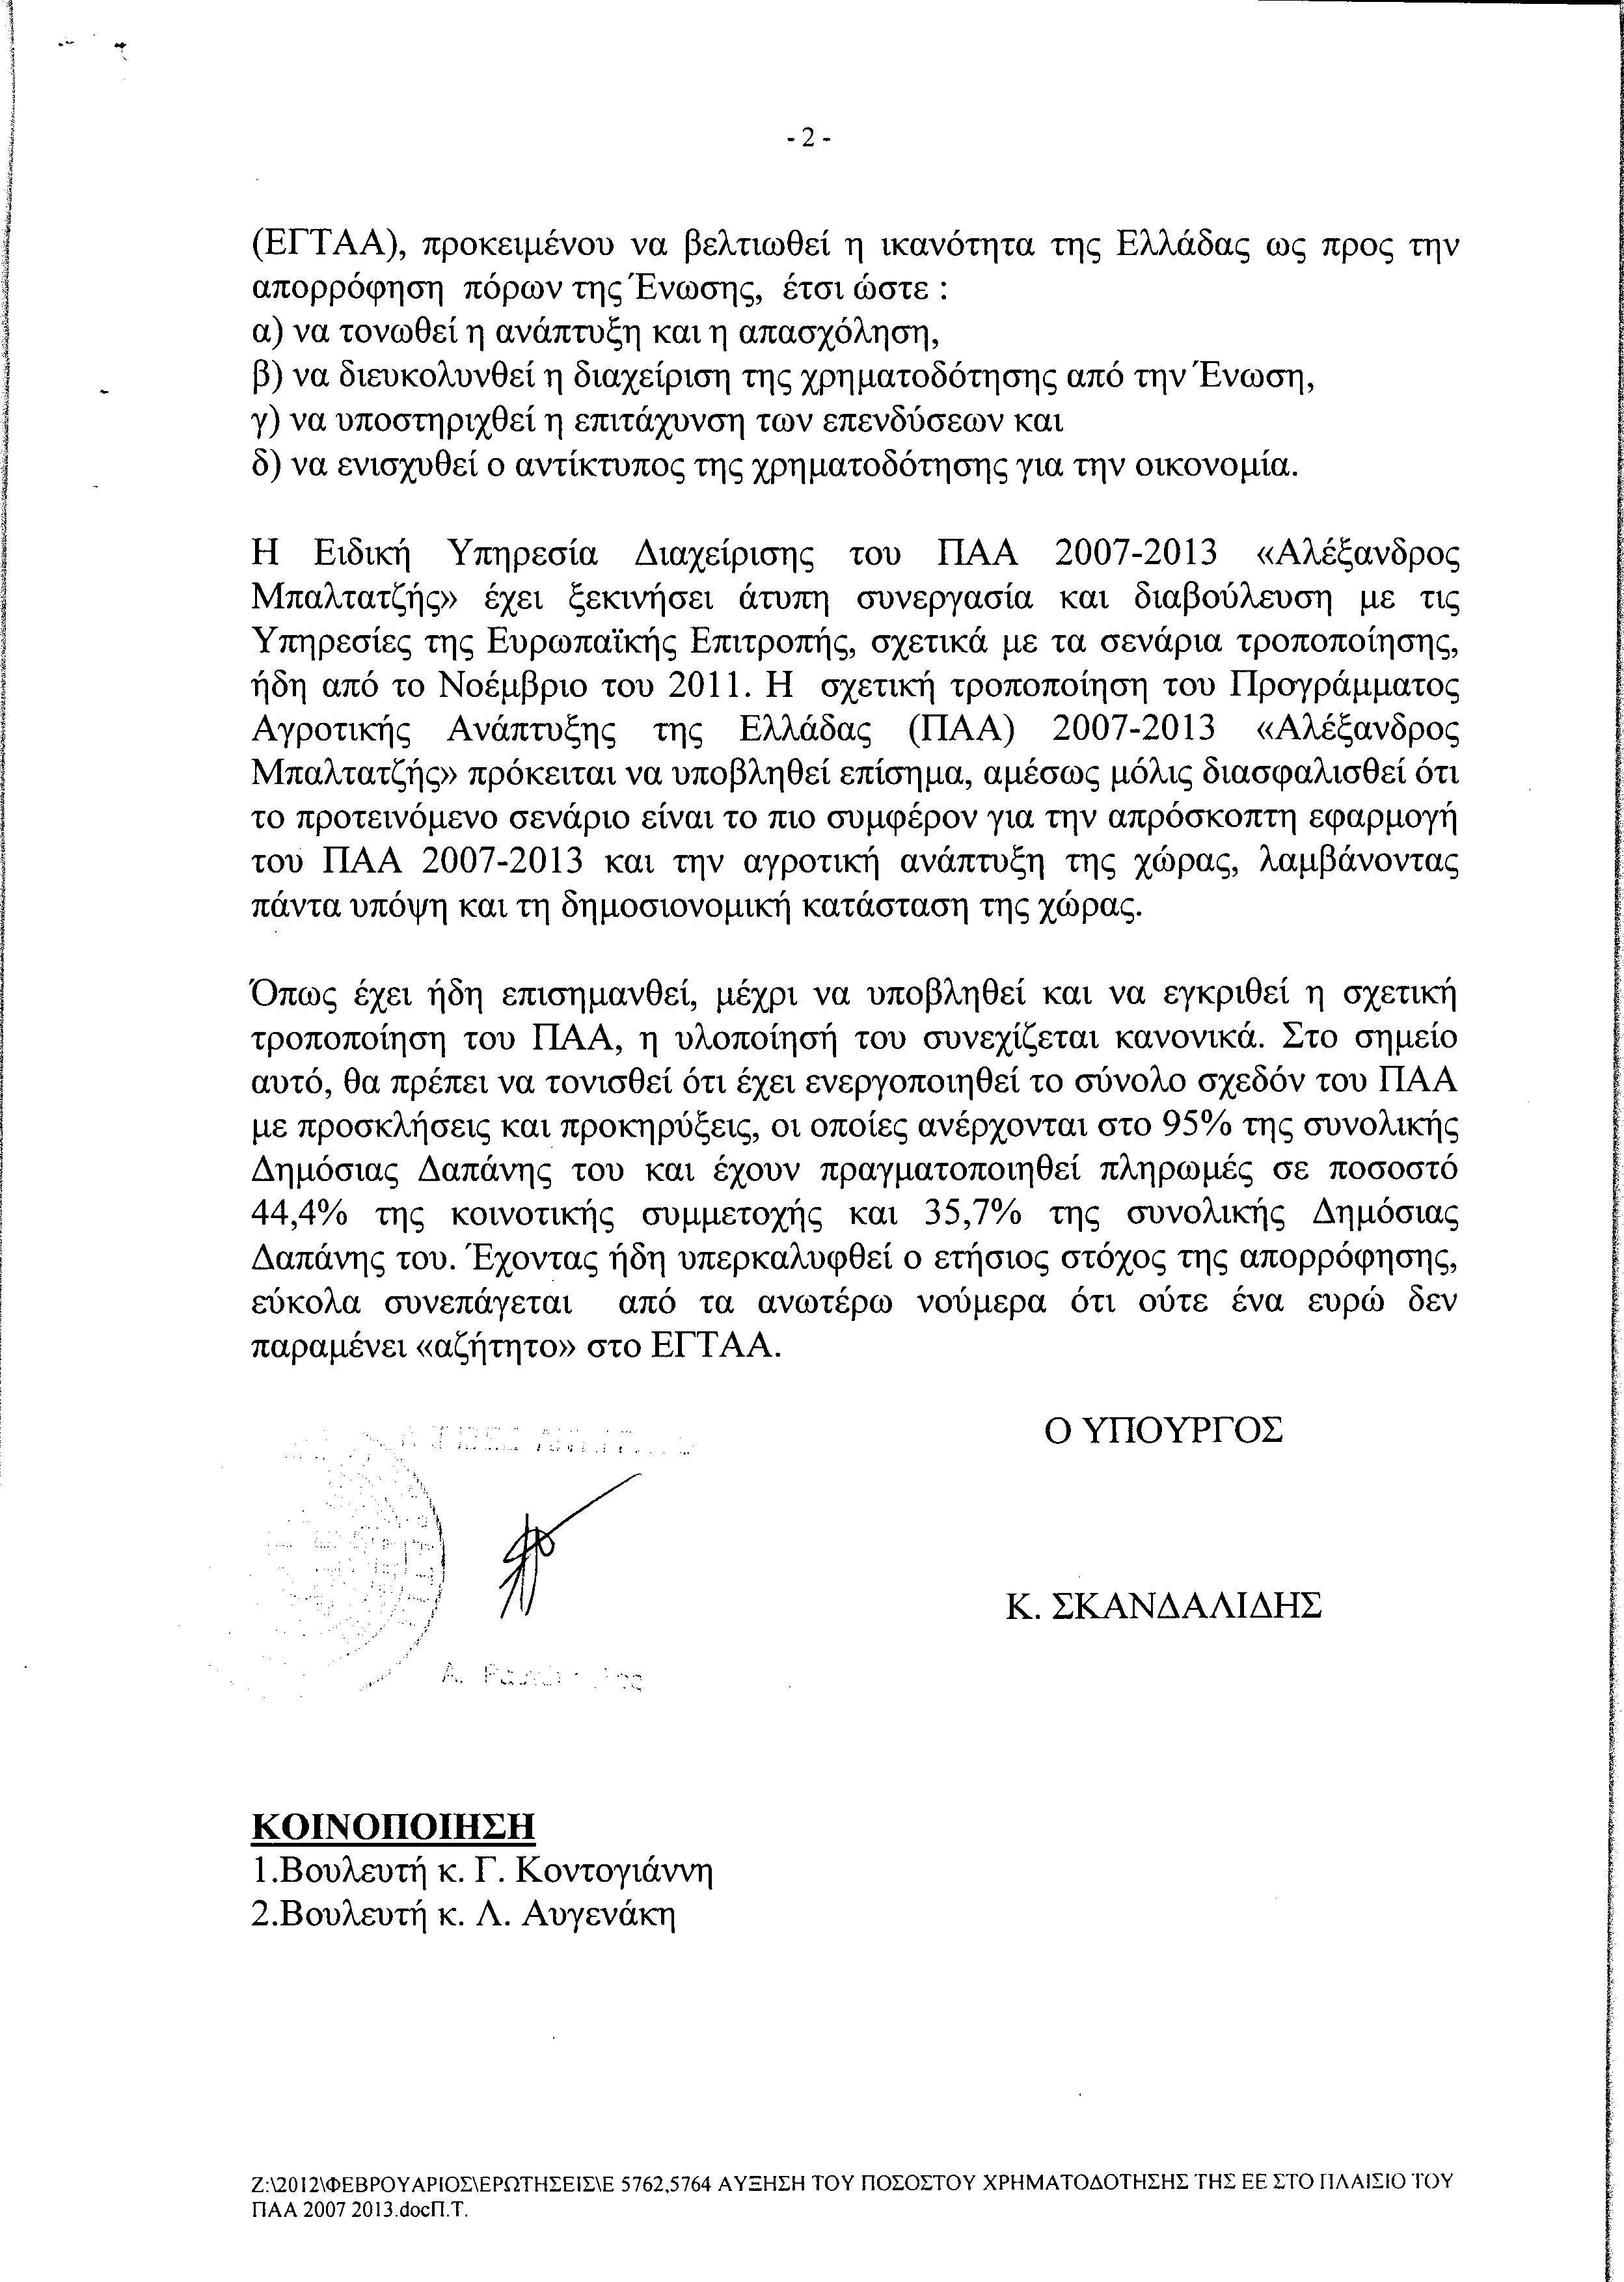 - 2 -
(ΕΓΤΑΑ), προκειμένου να βελτιωθεί η ικανότητα της Ελλάδας ως προς την
απορρόφηση πόρων της Ένωσης, έτσι ώστε :
α) να τονωθεί η ανάπτυξη και η απασχόληση,
β) να διευκολυνθεί η διαχείριση της χρηματοδότησης από την Ένωση,
γ) να υποστηριχθεί η επιτάχυνση των επενδύσεων και
δ) να ενισχυθεί ο αντίκτυπος της χρηματοδότησης για την οικονομία.
Η Ειδική Υπηρεσία Διαχείρισης του ΠΑΑ 2007-2013 «Αλέξανδρος
Μπαλτατζής» έχει ξεκινήσει άτυπη συνεργασία και διαβούλευση με τις
Υπηρεσίες της Ευρωπαϊκής Επιτροπής, σχετικά με τα σενάρια τροποποίησης,
ήδη από το Νοέμβριο του 2011. Η σχετική τροποποίηση του Προγράμματος
Αγροτικής Ανάπτυξης της Ελλάδας (ΠΑΑ) 2007-2013 «Αλέξανδρος
Μπαλτατζής» πρόκειται να υποβληθεί επίσημα, αμέσως μόλις διασφαλισθεί ότι
το προτεινόμενο σενάριο είναι το πιο συμφέρον για την απρόσκοπτη εφαρμογή
του ΠΑΑ 2007-2013 και την αγροτική ανάπτυξη της χώρας, λαμβάνοντας
πάντα υπόψη και τη δημοσιονομική κατάσταση της χώρας.
Όπως έχει ήδη επισημανθεί, μέχρι να υποβληθεί και να εγκριθεί η σχετική
τροποποίηση του ΠΑΑ, η υλοποίησή του συνεχίζεται κανονικά. Στο σημείο
αυτό, θα πρέπει να τονισθεί ότι έχει ενεργοποιηθεί το σύνολο σχεδόν του ΠΑΑ
με προσκλήσεις και προκηρύξεις, οι οποίες ανέρχονται στο 95% της συνολικής
Δημόσιας Δαπάνης του και έχουν πραγματοποιηθεί πληρωμές σε ποσοστό
44,4% της κοινοτικής συμμετοχής και 35,7% της συνολικής Δημόσιας
Δαπάνης του. Έχοντας ήδη υπερκαλυφθεί ο ετήσιος στόχος της απορρόφησης,
εύκολα συνεπάγεται από τα ανωτέρω νούμερα ότι ούτε ένα ευρώ δεν
παραμένει «αζήτητο» στο ΕΓΤΑΑ.
Ο ΥΠΟΥΡΓΟΣ
Κ. ΣΚΑΝΔΑΛΙΔΗΣ
ΚΟΙΝΟΠΟΙΗΣΗ
1.Βουλευτή κ. Γ. Κοντογιάννη
2.Βουλευτή κ. Λ. Αυγενάκη
Z:\2012\ΦΕΒΡΟΥΑΡΙΟΣ\ΕΡΩΤΗΣΕΙΣ\Ε 5762,5764 ΑΥΞΗΣΗ ΤΟΥ ΠΟΣΟΣΤΟΥ ΧΡΗΜΑΤΟΔΟΤΗΣΗΣ ΤΗΣ ΕΕ ΣΤΟ ΠΛΑΙΣΙΟ ΤΟΥ
ΠΑΑ 2007 2013.docΠ.Τ.